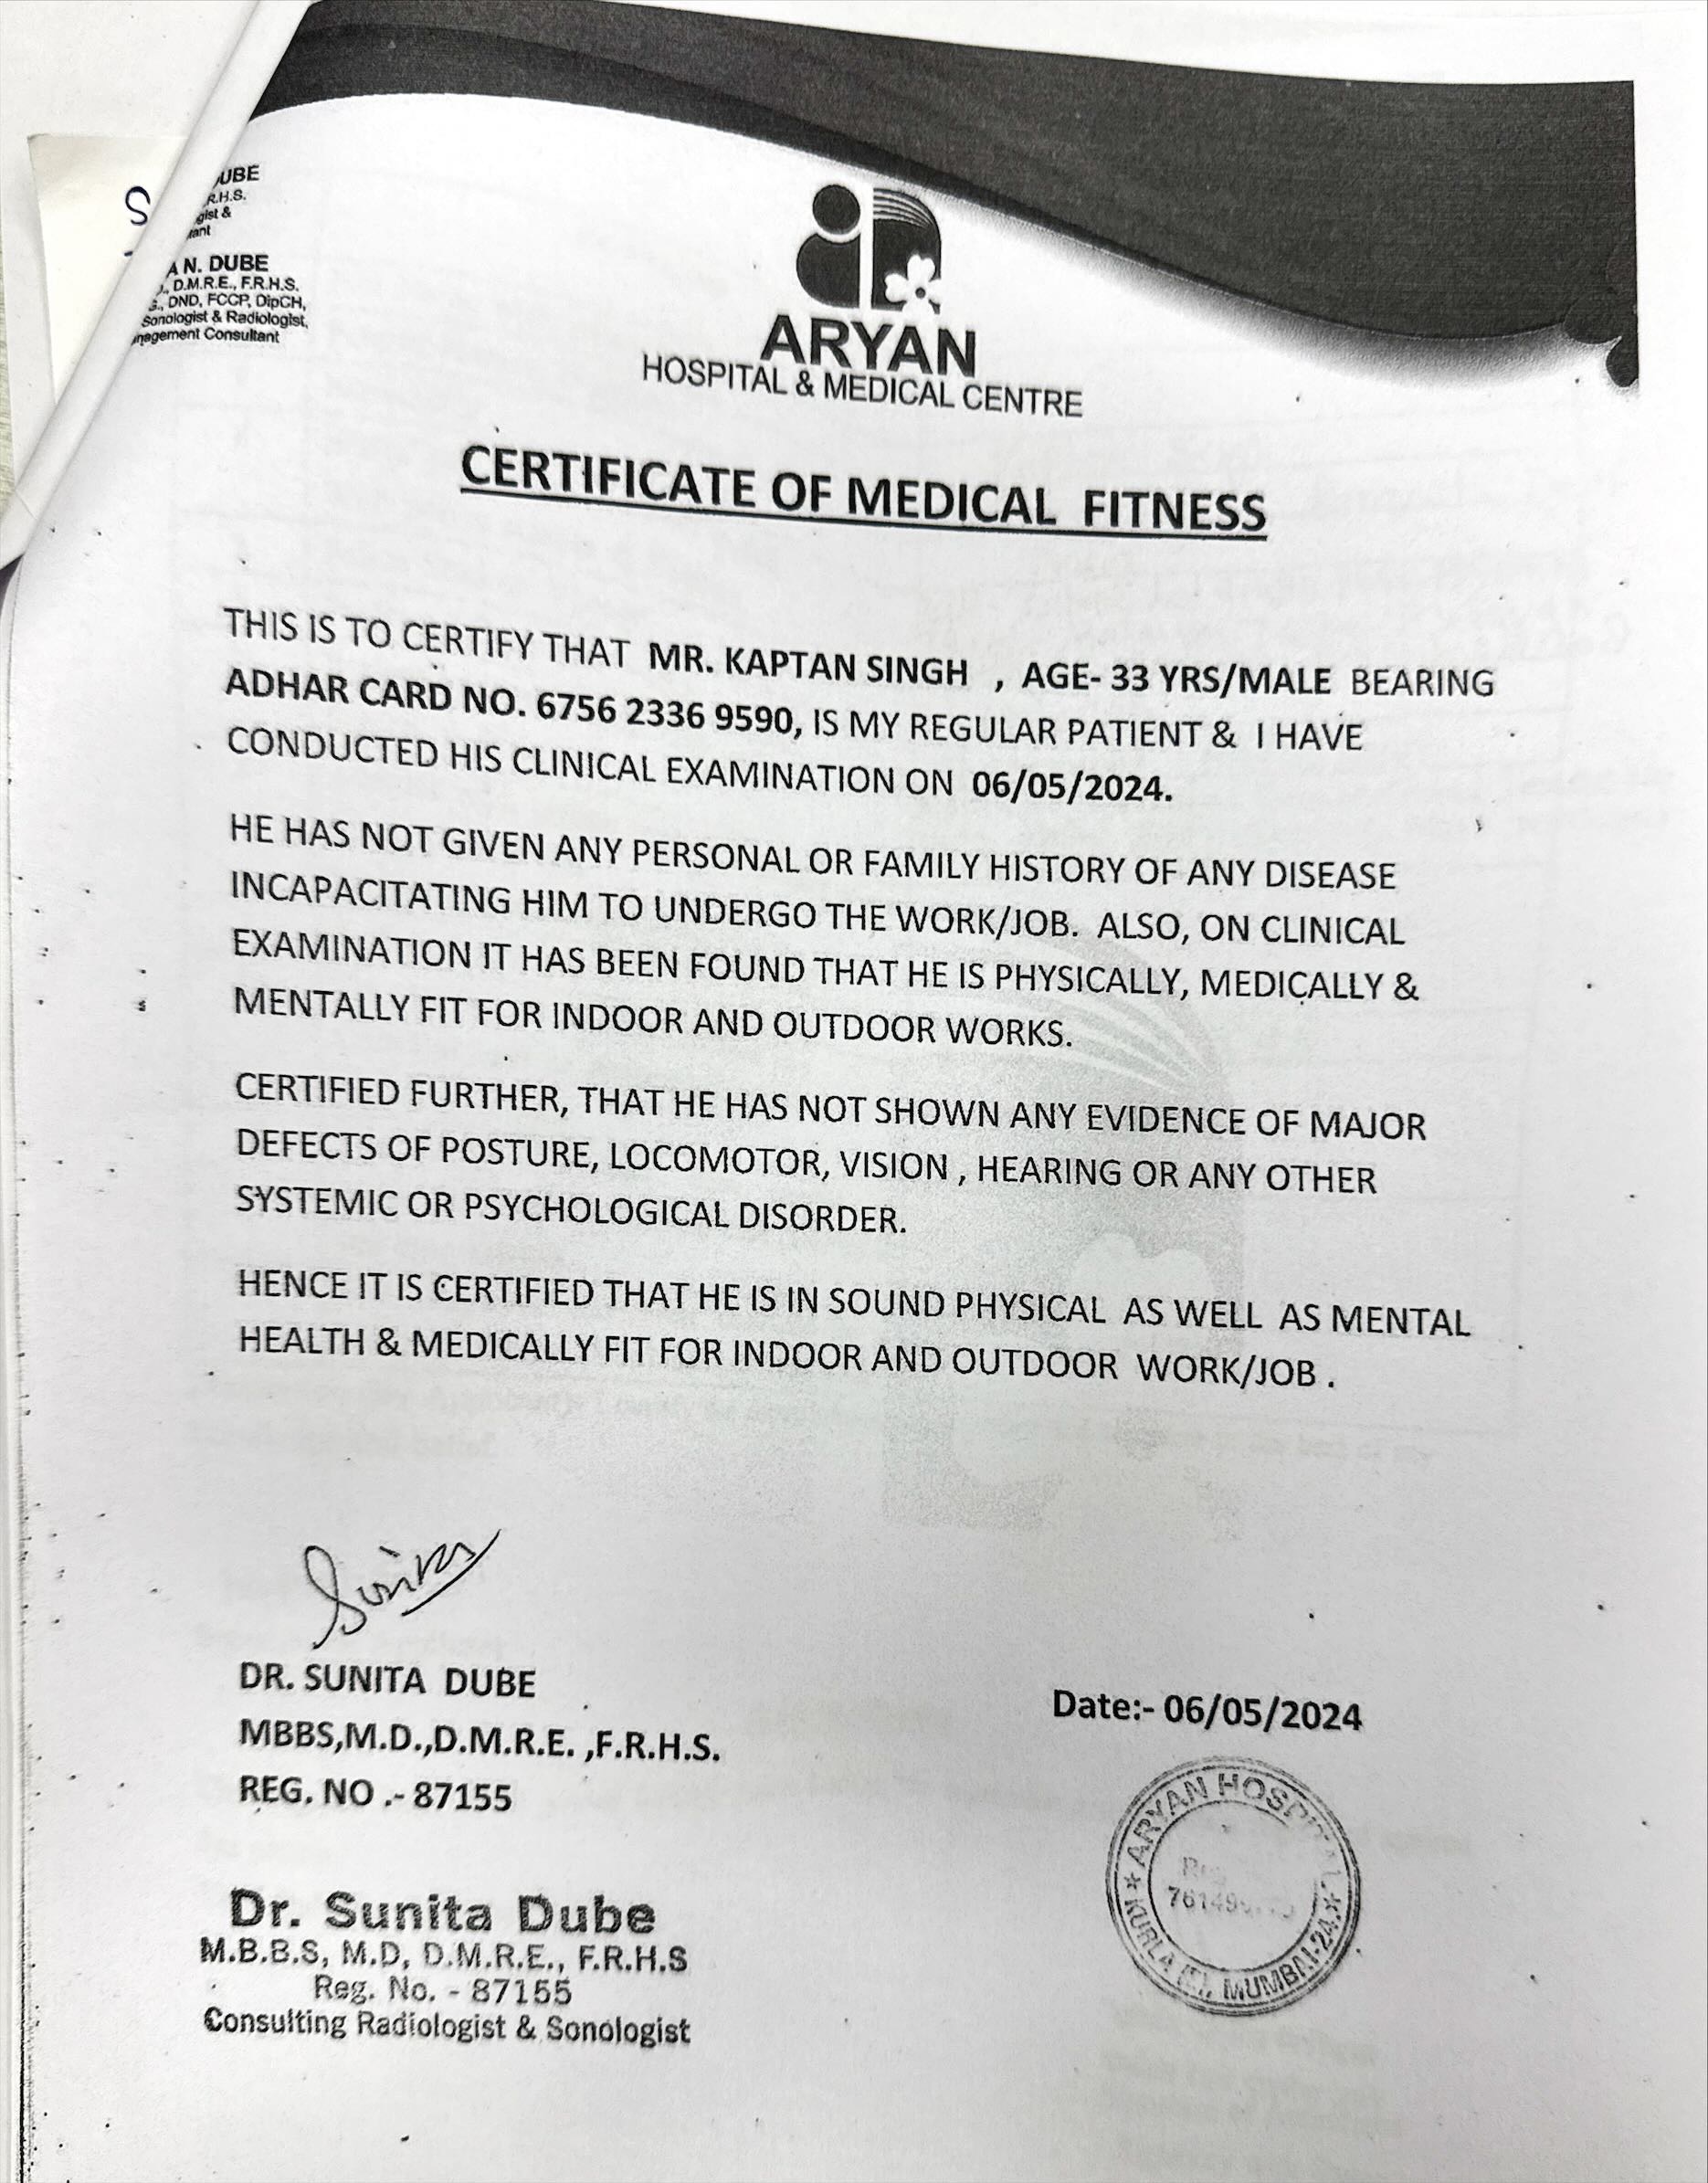 S
UBE
R.H.S.
gist &
tant
A N. DUBE
D.M.R.E., F.R.H.S.
DND, FCCP, DipCH,
Sonologist & Radiologist,
agement Consultant
ARYAN
HOSPITAL & MEDICAL CENTRE
CERTIFICATE OF MEDICAL FITNESS
THIS IS TO CERTIFY THAT MR. KAPTAN SINGH , AGE- 33 YRS/MALE BEARING
ADHAR CARD NO. 6756 2336 9590, IS MY REGULAR PATIENT & I HAVE
CONDUCTED HIS CLINICAL EXAMINATION ON 06/05/2024.
HE HAS NOT GIVEN ANY PERSONAL OR FAMILY HISTORY OF ANY DISEASE
INCAPACITATING HIM TO UNDERGO THE WORK/JOB. ALSO, ON CLINICAL
EXAMINATION IT HAS BEEN FOUND THAT HE IS PHYSICALLY, MEDICALLY &
MENTALLY FIT FOR INDOOR AND OUTDOOR WORKS.
CERTIFIED FURTHER, THAT HE HAS NOT SHOWN ANY EVIDENCE OF MAJOR
DEFECTS OF POSTURE, LOCOMOTOR, VISION , HEARING OR ANY OTHER
SYSTEMIC OR PSYCHOLOGICAL DISORDER.
HENCE IT IS CERTIFIED THAT HE IS IN SOUND PHYSICAL AS WELL AS MENTAL
HEALTH & MEDICALLY FIT FOR INDOOR AND OUTDOOR WORK/JOB .
Sunita
DR. SUNITA DUBE
MBBS,M.D.,D.M.R.E. ,F.R.H.S.
REG. NO .- 87155
Date:- 06/05/2024
ARYAN HOSPITAL
KURLA (E), MUMBAI-24.
Dr. Sunita Dube
M.B.B.S, M.D, D.M.R.E., F.R.H.S
Reg. No. - 87155
Consulting Radiologist & Sonologist